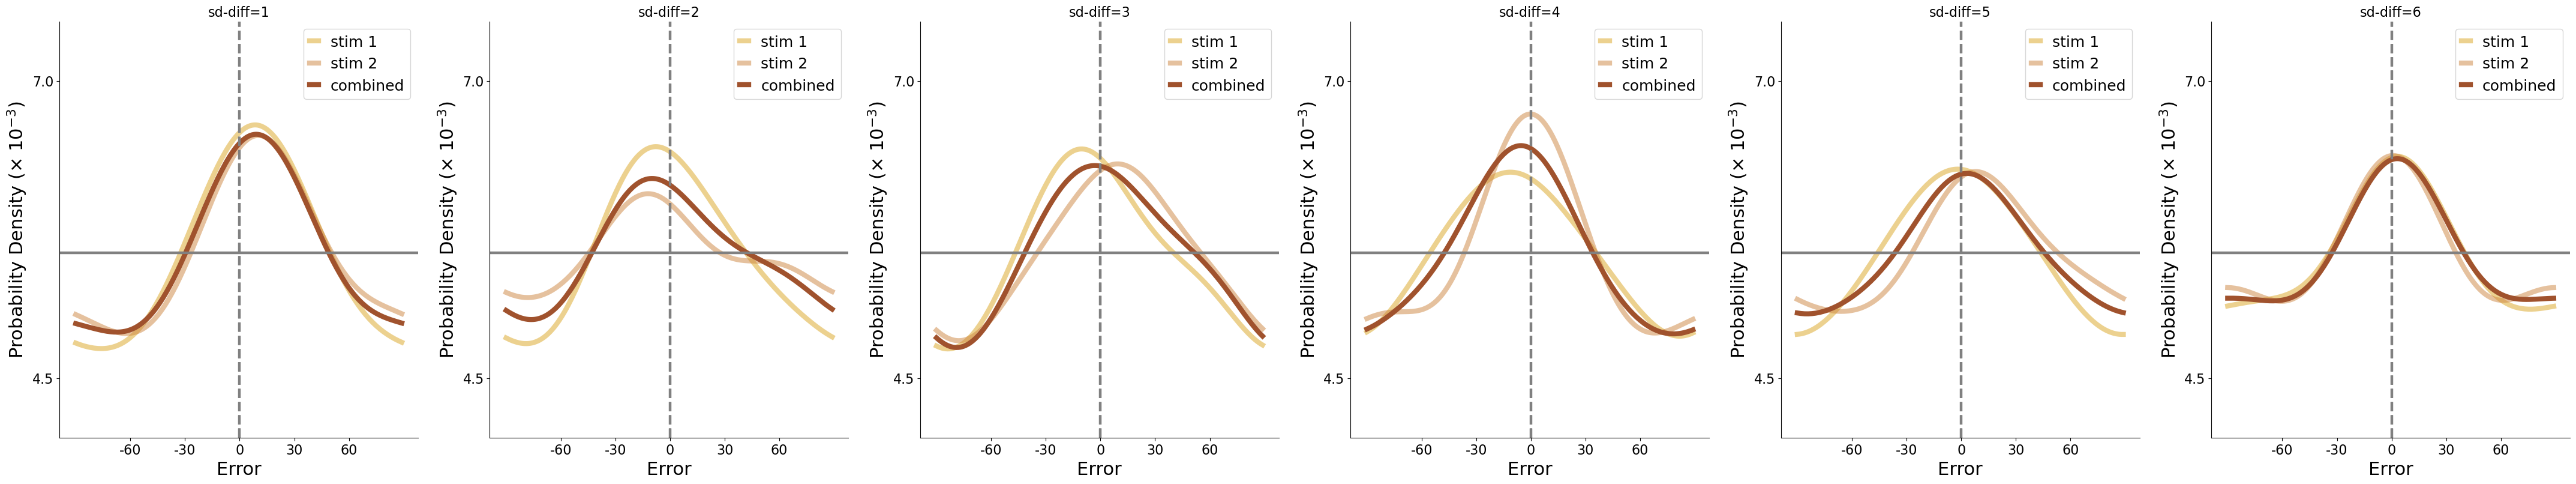 sd-diff=1
stim 1
stim 2
combined
7.0
4.5
Probability Density (× 10⁻³)
-60 -30 0 30 60
Error
sd-diff=2
stim 1
stim 2
combined
7.0
4.5
Probability Density (× 10⁻³)
-60 -30 0 30 60
Error
sd-diff=3
stim 1
stim 2
combined
7.0
4.5
Probability Density (× 10⁻³)
-60 -30 0 30 60
Error
sd-diff=4
stim 1
stim 2
combined
7.0
4.5
Probability Density (× 10⁻³)
-60 -30 0 30 60
Error
sd-diff=5
stim 1
stim 2
combined
7.0
4.5
Probability Density (× 10⁻³)
-60 -30 0 30 60
Error
sd-diff=6
stim 1
stim 2
combined
7.0
4.5
Probability Density (× 10⁻³)
-60 -30 0 30 60
Error